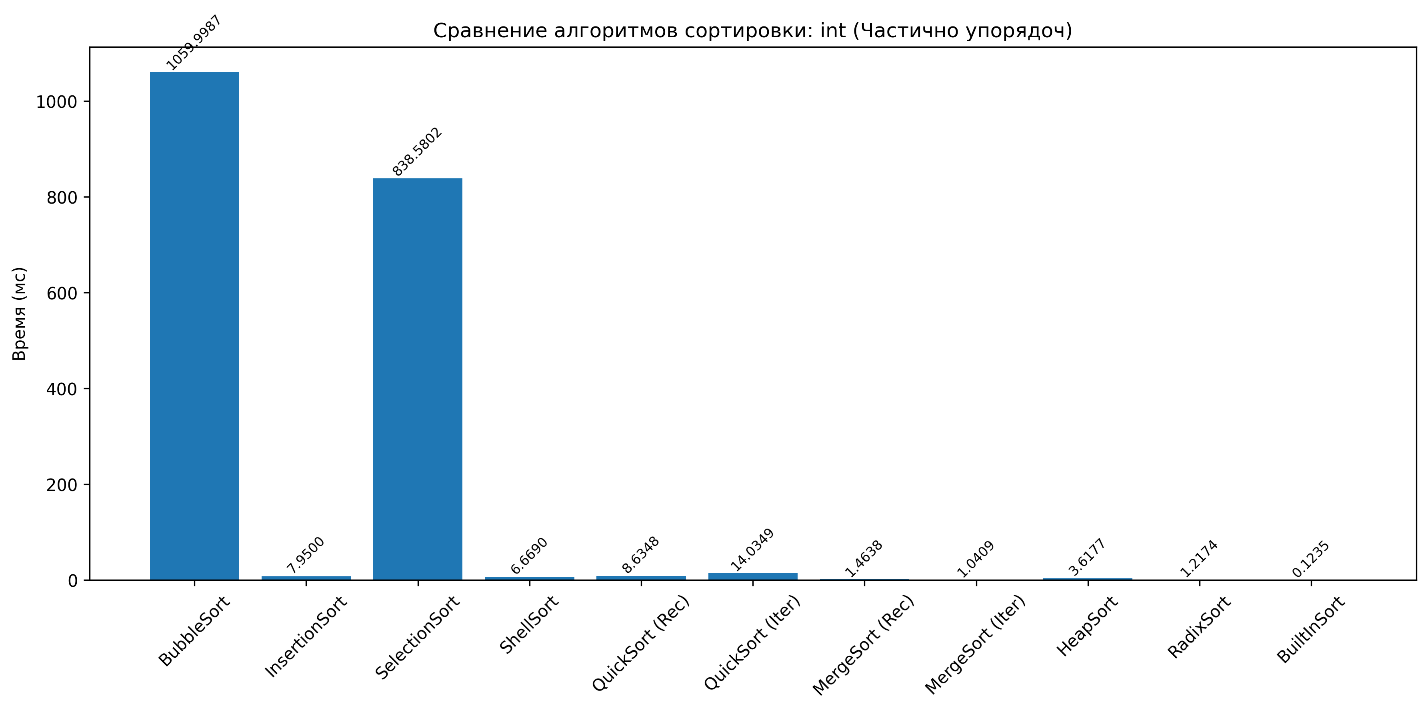 Сравнение алгоритмов сортировки: int (Частично упорядоч)
Время (мс)
1000
800
600
400
200
0
1059.9987
7.9500
838.5802
6.6690
8.6348
14.0349
1.4638
1.0409
3.6177
1.2174
0.1235
BubbleSort
InsertionSort
SelectionSort
ShellSort
QuickSort (Rec)
QuickSort (Iter)
MergeSort (Rec)
MergeSort (Iter)
HeapSort
RadixSort
BuiltInSort